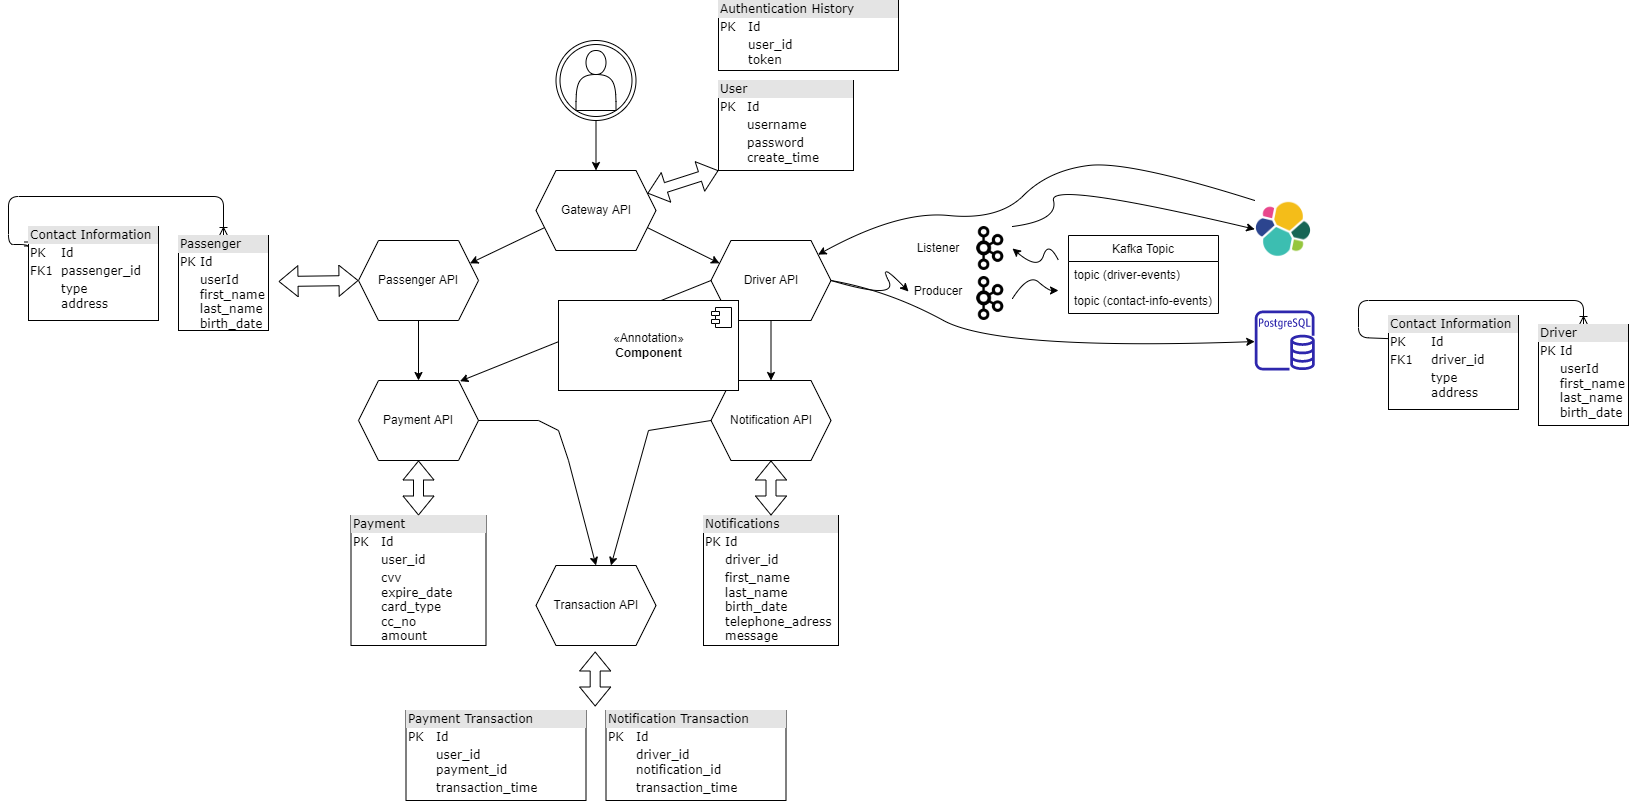 Authentication History
PK Id
user_id
token
User
PK Id
username
password
create_time
Gateway API
Contact Information
PK Id
FK1 passenger_id
type
address
Passenger
PK Id
userId
first_name
last_name
birth_date
Passenger API
Driver API
Listener
Producer
Kafka Topic
topic (driver-events)
topic (contact-info-events)
PostgreSQL
Contact Information
PK Id
FK1 driver_id
type
address
Driver
PK Id
userId
first_name
last_name
birth_date
«Annotation»
Component
Payment API
Notification API
Payment
PK Id
user_id
cvv
expire_date
card_type
cc_no
amount
Notifications
PK Id
driver_id
first_name
last_name
birth_date
telephone_adress
message
Transaction API
Payment Transaction
PK Id
user_id
payment_id
transaction_time
Notification Transaction
PK Id
driver_id
notification_id
transaction_time